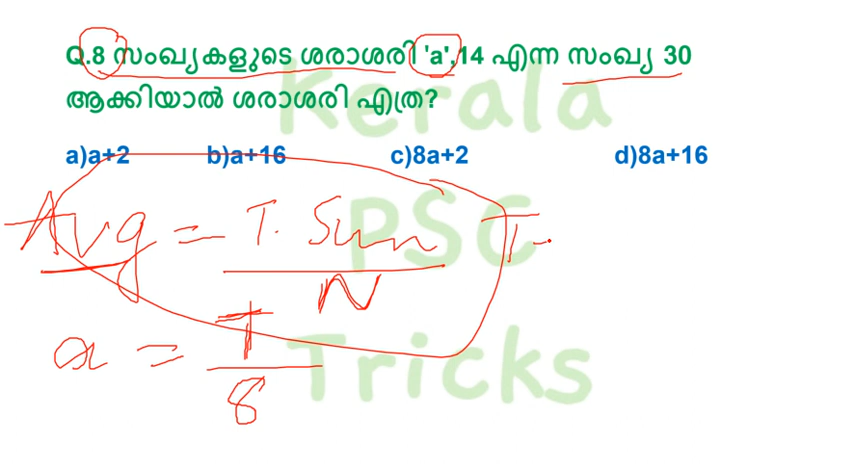 Q.8 സംഖ്യകളുടെ ശരാശരി 'a',14 എന്ന സംഖ്യ 30
ആക്കിയാൽ ശരാശരി എത്ര?
a)a+2 b)a+16 c)8a+2 d)8a+16
Avg = T. Sum / N T-
a = T / 8
Kerala
PSC
Tricks